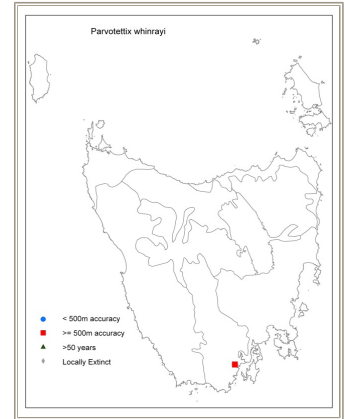 Parvotettix whinrayi
< 500m accuracy
>= 500m accuracy
>50 years
Locally Extinct